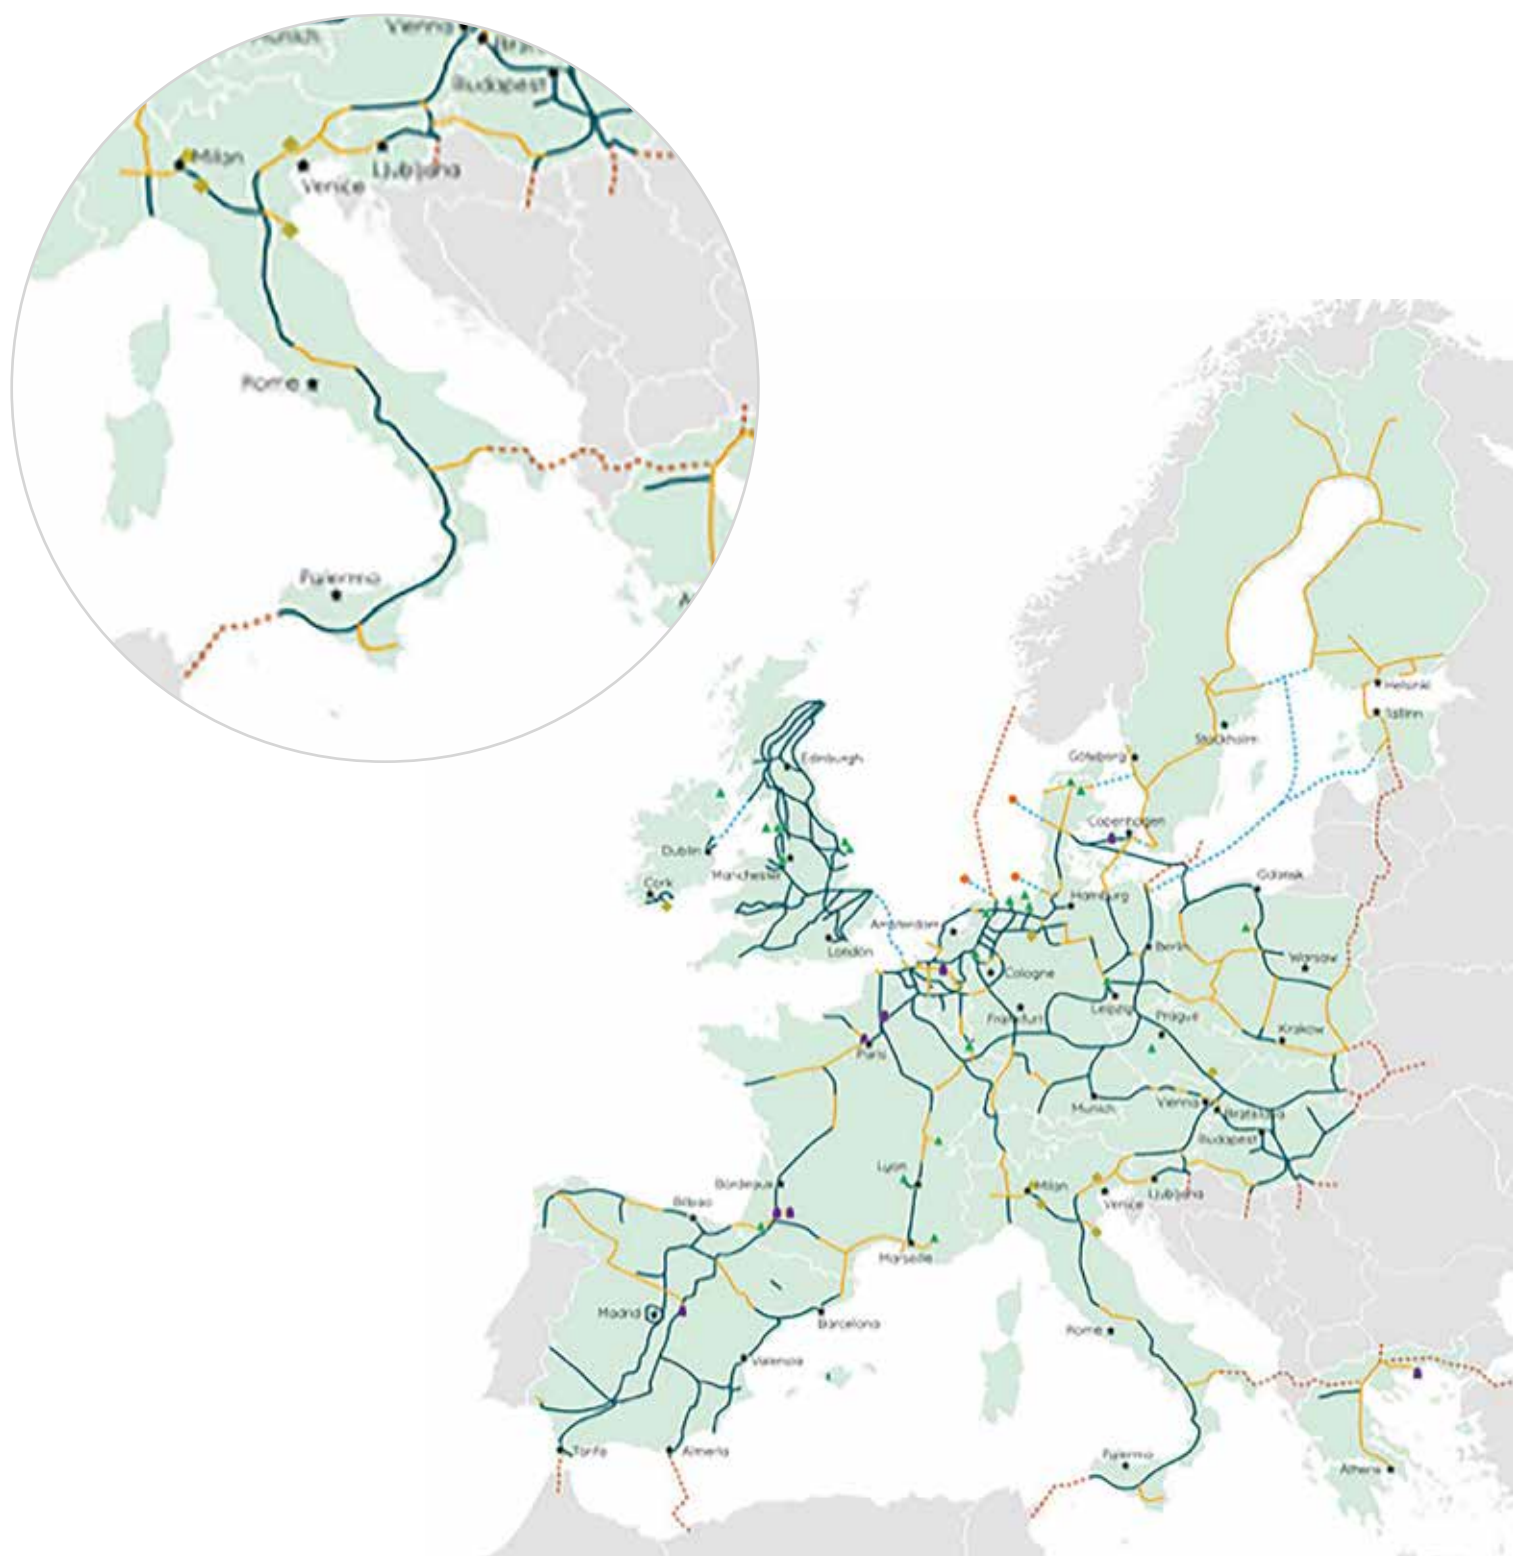 Vienna
Budapest
Milan
Venice
Ljubljana
Rome
Palermo
Helsinki
Tallinn
Stockholm
Göteborg
Edinburgh
Copenhagen
Dublin
Manchester
Cork
Gdansk
Hamburg
Amsterdam
London
Berlin
Warsaw
Cologne
Leipzig
Frankfurt
Prague
Krakow
Paris
Munich
Vienna
Bratislava
Budapest
Lyon
Bordeaux
Milan
Venice
Ljubljana
Bilbao
Marseille
Madrid
Barcelona
Rome
Valencia
Almeria
Palermo
Athens